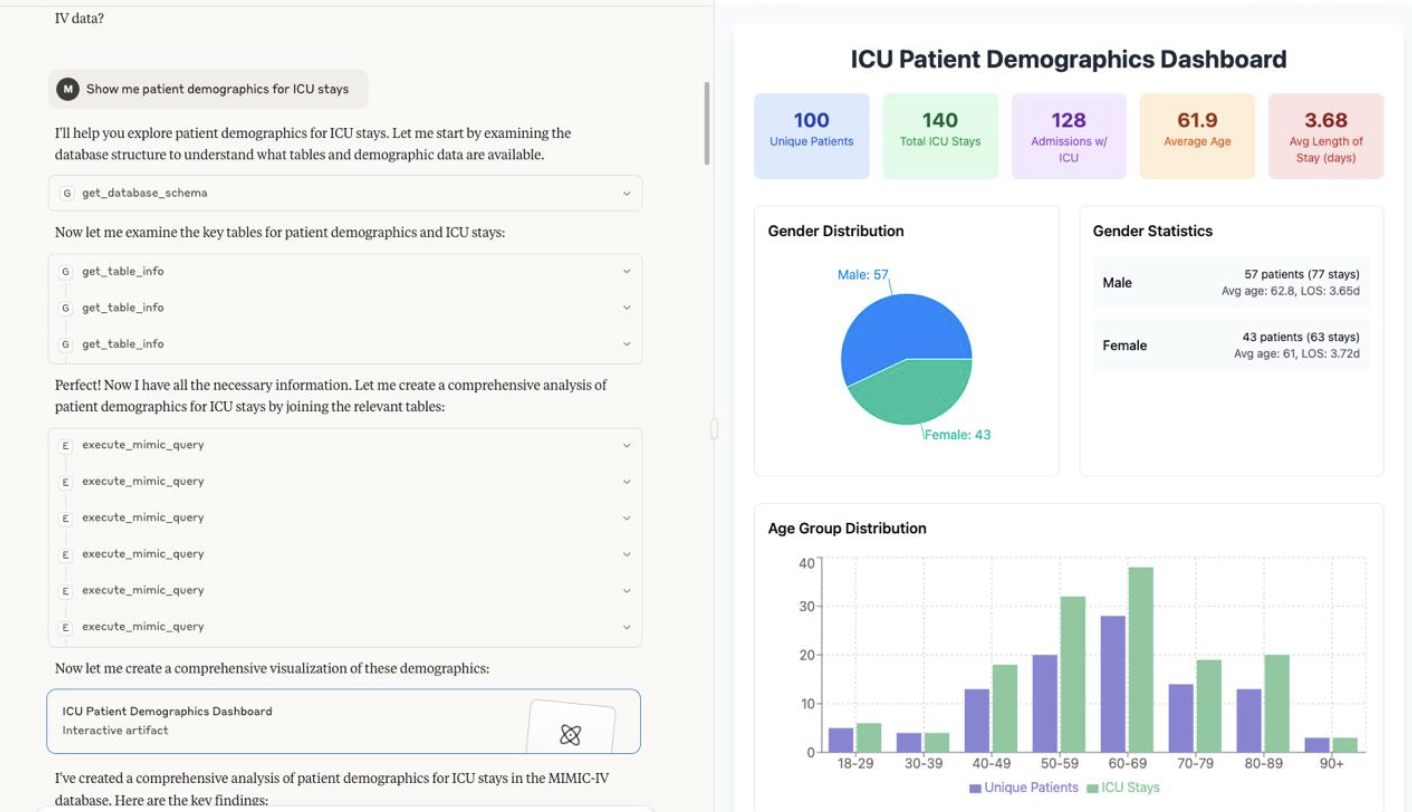 IV data?
M Show me patient demographics for ICU stays
I'll help you explore patient demographics for ICU stays. Let me start by examining the
database structure to understand what tables and demographic data are available.
G get_database_schema
Now let me examine the key tables for patient demographics and ICU stays:
G get_table_info
G get_table_info
G get_table_info
Perfect! Now I have all the necessary information. Let me create a comprehensive analysis of
patient demographics for ICU stays by joining the relevant tables:
E execute_mimic_query
E execute_mimic_query
E execute_mimic_query
E execute_mimic_query
E execute_mimic_query
E execute_mimic_query
Now let me create a comprehensive visualization of these demographics:
ICU Patient Demographics Dashboard
Interactive artifact
I've created a comprehensive analysis of patient demographics for ICU stays in the MIMIC-IV
database. Here are the key findings:
ICU Patient Demographics Dashboard
100
Unique Patients
140
Total ICU Stays
128
Admissions w/
ICU
61.9
Average Age
3.68
Avg Length of
Stay (days)
Gender Distribution
Male: 57
Female: 43
Gender Statistics
Male
57 patients (77 stays)
Avg age: 62.8, LOS: 3.65d
Female
43 patients (63 stays)
Avg age: 61, LOS: 3.72d
Age Group Distribution
40
30
20
10
0
18-29 30-39 40-49 50-59 60-69 70-79 80-89 90+
Unique Patients ICU Stays